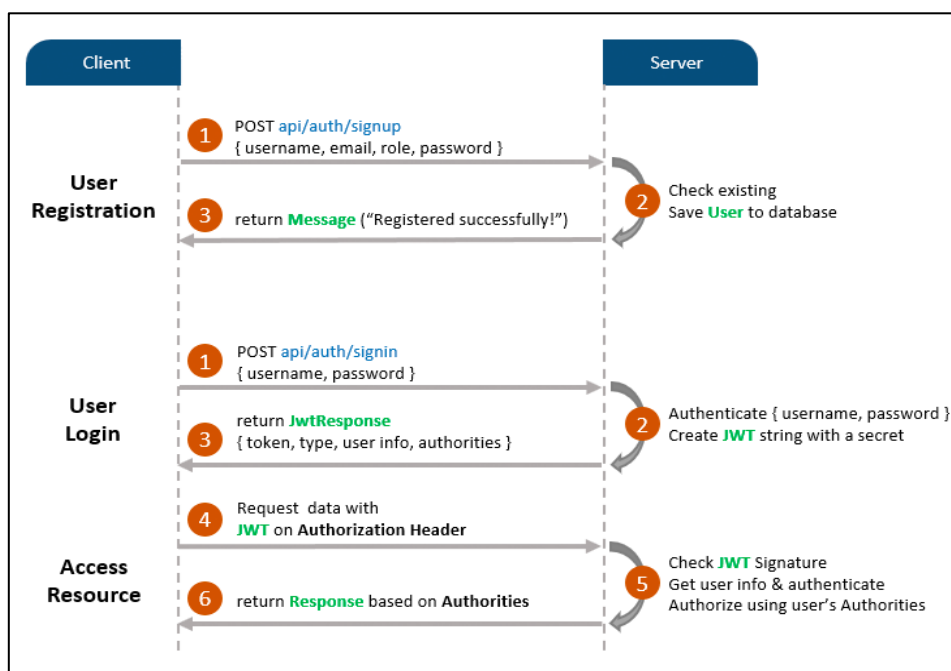 Client
Server
User
Registration
1
POST api/auth/signup
{ username, email, role, password }
2
Check existing
Save User to database
3
return Message (“Registered successfully!”)
User
Login
1
POST api/auth/signin
{ username, password }
2
Authenticate { username, password }
Create JWT string with a secret
3
return JwtResponse
{ token, type, user info, authorities }
Access
Resource
4
Request data with
JWT on Authorization Header
5
Check JWT Signature
Get user info & authenticate
Authorize using user’s Authorities
6
return Response based on Authorities